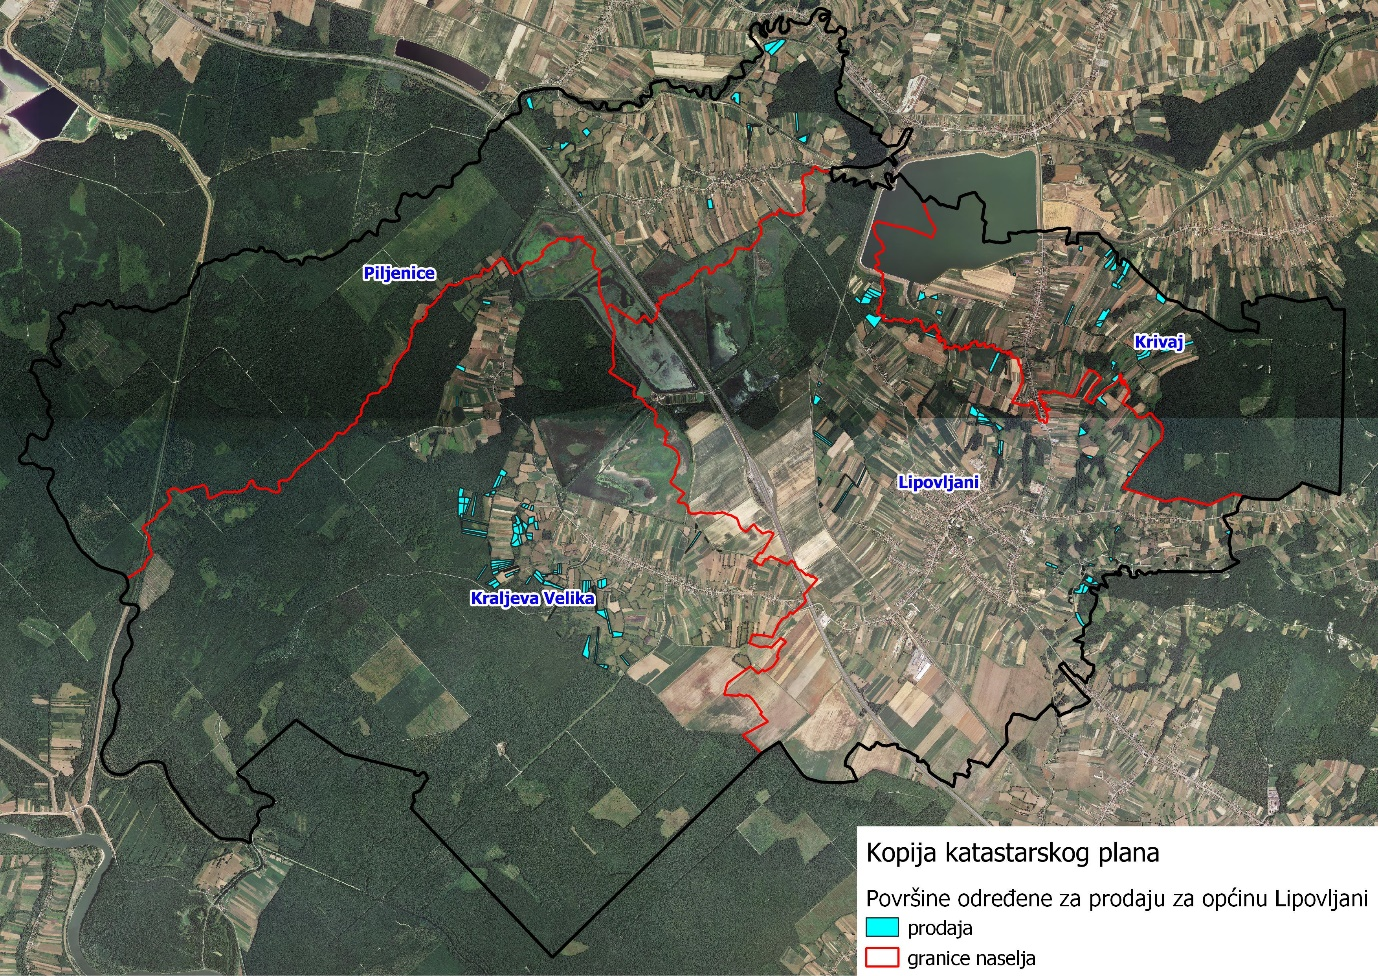 Piljenice
Krivaj
Lipovljani
Kraljeva Velika
Kopija katastarskog plana
Površine određene za prodaju za općinu Lipovljani
prodaja
granice naselja